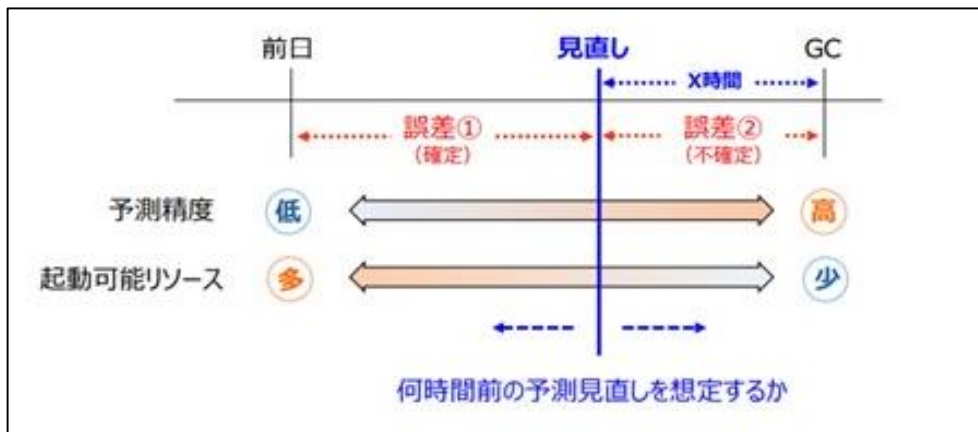 前日 見直し GC
X時間
誤差① 誤差②
(確定) (不確定)
予測精度 低 高
起動可能リソース 多 少
何時間前の予測見直しを想定するか